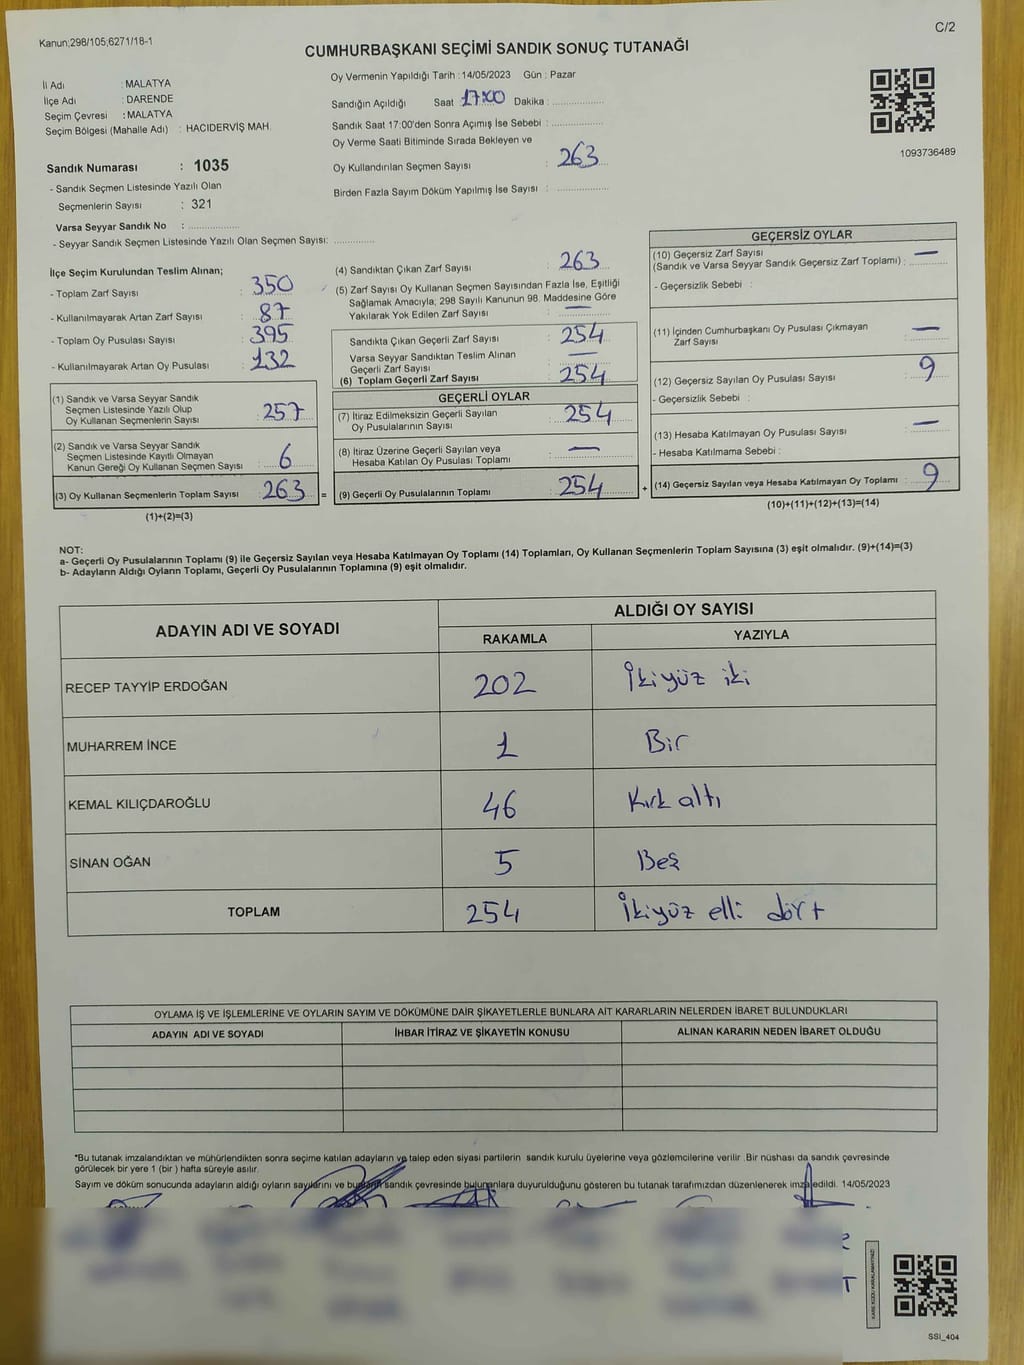 Kanun;298/105;6271/18-1
C/2
CUMHURBAŞKANI SEÇİMİ SANDIK SONUÇ TUTANAĞI
İl Adı : MALATYA
İlçe Adı : DARENDE
Seçim Çevresi : MALATYA
Seçim Bölgesi (Mahalle Adı) : HACIDERVİŞ MAH.
Sandık Numarası : 1035
- Sandık Seçmen Listesinde Yazılı Olan
Seçmenlerin Sayısı : 321
Varsa Seyyar Sandık No : ..................
- Seyyar Sandık Seçmen Listesinde Yazılı Olan Seçmen Sayısı: ..............
Oy Vermenin Yapıldığı Tarih : 14/05/2023 Gün : Pazar
Sandığın Açıldığı Saat 17:00 Dakika : ..................
Sandık Saat 17:00'den Sonra Açımış İse Sebebi : ..................
Oy Verme Saati Bitiminde Sırada Bekleyen ve
Oy Kullandırılan Seçmen Sayısı : 263
Birden Fazla Sayım Döküm Yapılmış İse Sayısı : ..................
1093736489
İlçe Seçim Kurulundan Teslim Alınan;
- Toplam Zarf Sayısı : 350
- Kullanılmayarak Artan Zarf Sayısı : 87
- Toplam Oy Pusulası Sayısı : 395
- Kullanılmayarak Artan Oy Pusulası : 132
(1) Sandık ve Varsa Seyyar Sandık
Seçmen Listesinde Yazılı Olup
Oy Kullanan Seçmenlerin Sayısı : 257
(2) Sandık ve Varsa Seyyar Sandık
Seçmen Listesinde Kayıtlı Olmayan
Kanun Gereği Oy Kullanan Seçmen Sayısı : 6
(3) Oy Kullanan Seçmenlerin Toplam Sayısı : 263 =
(1)+(2)=(3)
(4) Sandıktan Çıkan Zarf Sayısı : 263
(5) Zarf Sayısı Oy Kullanan Seçmen Sayısından Fazla İse, Eşitliği
Sağlamak Amacıyla; 298 Sayılı Kanunun 98. Maddesine Göre
Yakılarak Yok Edilen Zarf Sayısı : —
Sandıkta Çıkan Geçerli Zarf Sayısı : 254
Varsa Seyyar Sandıktan Teslim Alınan
Geçerli Zarf Sayısı : —
(6) Toplam Geçerli Zarf Sayısı : 254
GEÇERLİ OYLAR
(7) İtiraz Edilmeksizin Geçerli Sayılan
Oy Pusulalarının Sayısı : 254
(8) İtiraz Üzerine Geçerli Sayılan veya
Hesaba Katılan Oy Pusulası Toplamı : —
(9) Geçerli Oy Pusulalarının Toplamı : 254 +
GEÇERSİZ OYLAR
(10) Geçersiz Zarf Sayısı
(Sandık ve Varsa Seyyar Sandık Geçersiz Zarf Toplamı) : —
- Geçersizlik Sebebi :
(11) İçinden Cumhurbaşkanı Oy Pusulası Çıkmayan
Zarf Sayısı : —
(12) Geçersiz Sayılan Oy Pusulası Sayısı : 9
- Geçersizlik Sebebi :
(13) Hesaba Katılmayan Oy Pusulası Sayısı : —
- Hesaba Katılmama Sebebi :
(14) Geçersiz Sayılan veya Hesaba Katılmayan Oy Toplamı : 9
(10)+(11)+(12)+(13)=(14)
NOT:
a- Geçerli Oy Pusulalarının Toplamı (9) ile Geçersiz Sayılan veya Hesaba Katılmayan Oy Toplamı (14) Toplamları, Oy Kullanan Seçmenlerin Toplam Sayısına (3) eşit olmalıdır. (9)+(14)=(3)
b- Adayların Aldığı Oyların Toplamı, Geçerli Oy Pusulalarının Toplamına (9) eşit olmalıdır.
ADAYIN ADI VE SOYADI
ALDIĞI OY SAYISI
RAKAMLA YAZIYLA
RECEP TAYYİP ERDOĞAN 202 İkiyüz iki
MUHARREM İNCE 1 Bir
KEMAL KILIÇDAROĞLU 46 Kırk altı
SİNAN OĞAN 5 Beş
TOPLAM 254 İkiyüz elli dört
OYLAMA İŞ VE İŞLEMLERİNE VE OYLARIN SAYIM VE DÖKÜMÜNE DAİR ŞİKAYETLERLE BUNLARA AİT KARARLARIN NELERDEN İBARET BULUNDUKLARI
ADAYIN ADI VE SOYADI İHBAR İTİRAZ VE ŞİKAYETİN KONUSU ALINAN KARARIN NEDEN İBARET OLDUĞU
*Bu tutanak imzalandıktan ve mühürlendikten sonra seçime katılan adayların ve talep eden siyasi partilerin sandık kurulu üyelerine veya gözlemcilerine verilir .Bir nüshası da sandık çevresinde
görülecek bir yere 1 (bir ) hafta süreyle asılır.
Sayım ve döküm sonucunda adayların aldığı oyların sayılarını ve bunların sandık çevresinde bulunanlara duyurulduğunu gösteren bu tutanak tarafımızdan düzenlenerek imza edildi. 14/05/2023
KARE KODU KARALAMAYINIZ!
SSİ_404